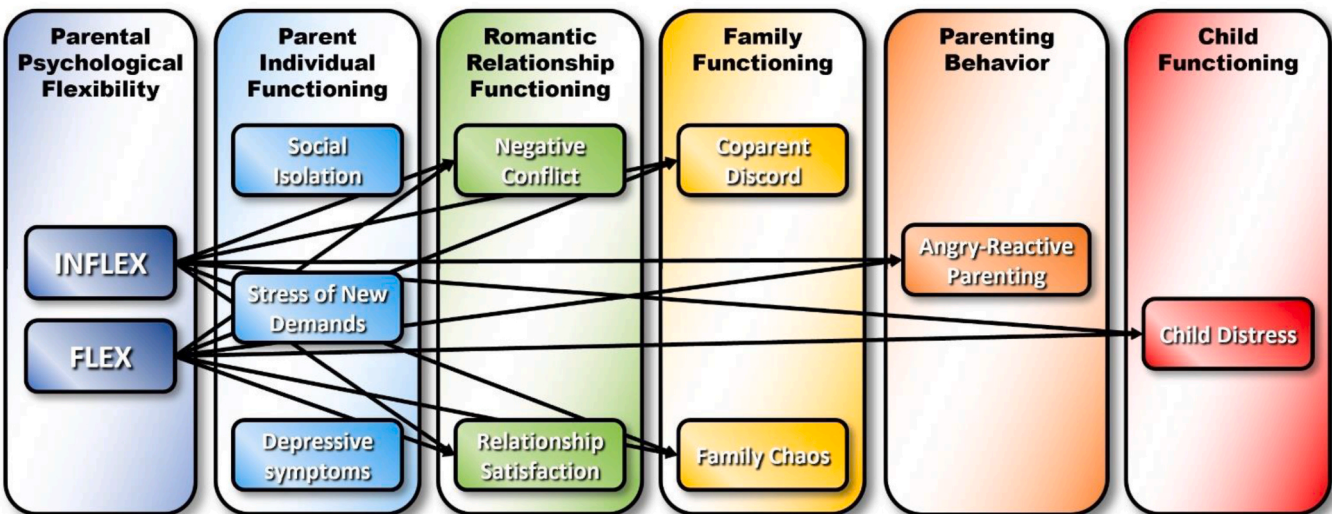 Parental
Psychological
Flexibility
INFLEX
FLEX
Parent
Individual
Functioning
Social
Isolation
Stress of New
Demands
Depressive
symptoms
Romantic
Relationship
Functioning
Negative
Conflict
Relationship
Satisfaction
Family
Functioning
Coparent
Discord
Family Chaos
Parenting
Behavior
Angry-Reactive
Parenting
Child
Functioning
Child Distress